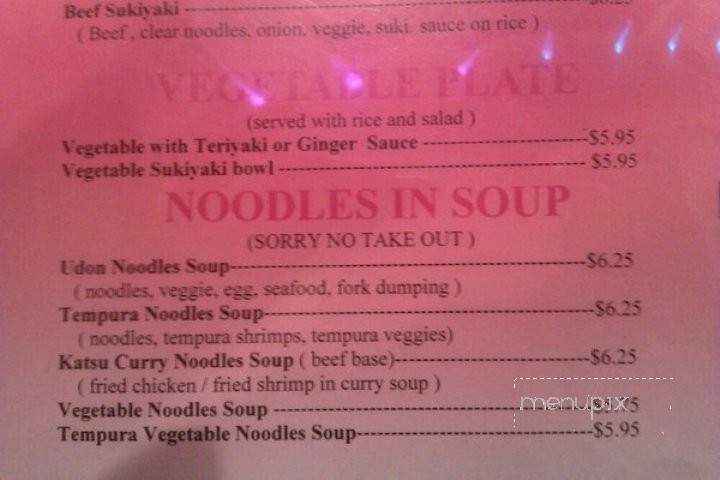 Beef Sukiyaki
( Beef , clear noodles, onion, veggie, suki. sauce on rice )
VEGETABLE PLATE
(served with rice and salad )
Vegetable with Teriyaki or Ginger Sauce ---------------------$5.95
Vegetable Sukiyaki bowl --------------------------------------- $5.95
NOODLES IN SOUP
(SORRY NO TAKE OUT )
Udon Noodles Soup---------------------------------------------$6.25
( noodles, veggie, egg, seafood, fork dumping )
Tempura Noodles Soup------------------------------------------$6.25
( noodles, tempura shrimps, tempura veggies)
Katsu Curry Noodles Soup ( beef base)-------------------------$6.25
( fried chicken / fried shrimp in curry soup )
Vegetable Noodles Soup ----------------------------------------
menupix
Tempura Vegetable Noodles Soup------------------------------$5.95